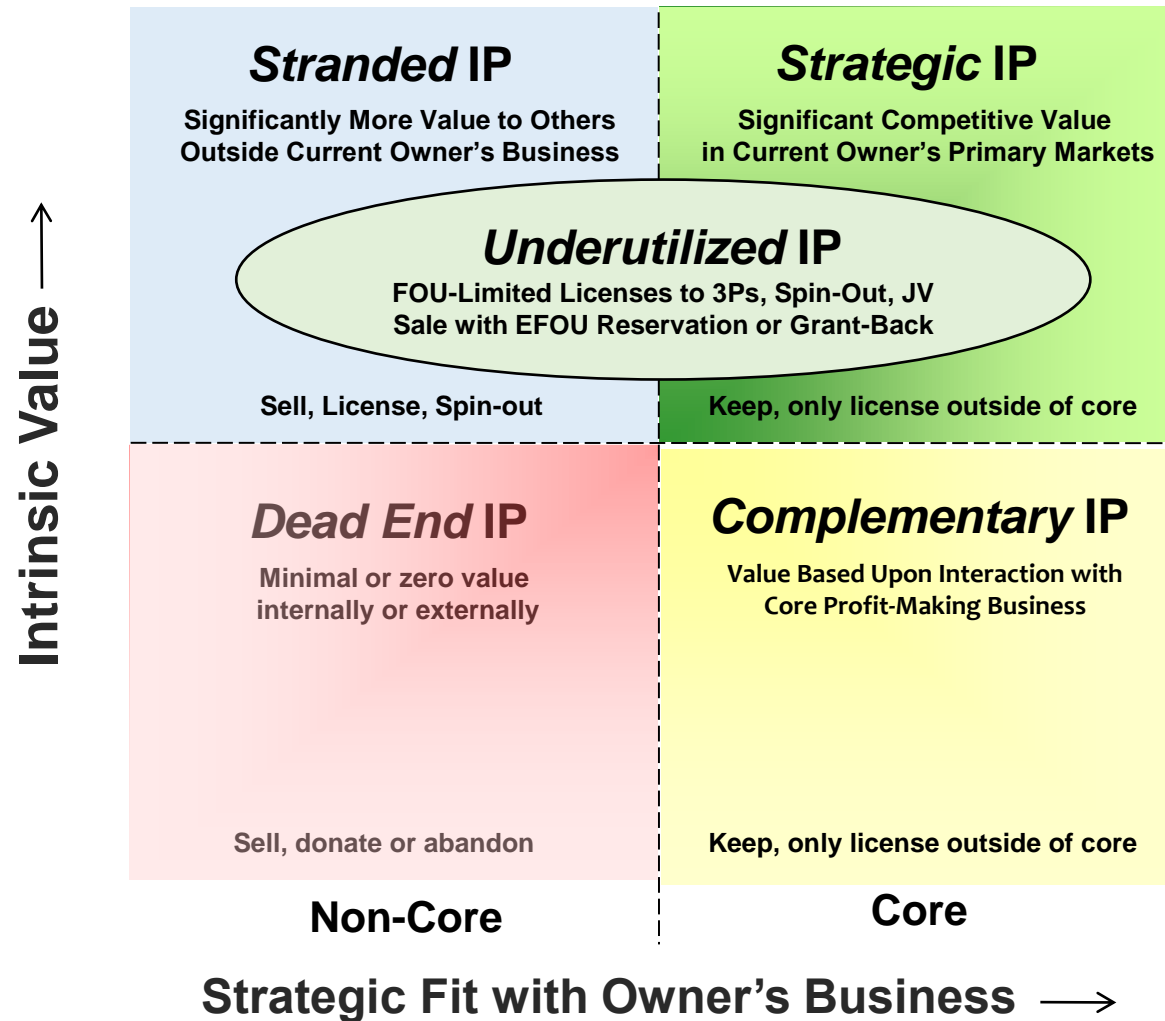 Stranded IP
Significantly More Value to Others
Outside Current Owner's Business
Strategic IP
Significant Competitive Value
in Current Owner's Primary Markets
Underutilized IP
FOU-Limited Licenses to 3Ps, Spin-Out, JV
Sale with EFOU Reservation or Grant-Back
Sell, License, Spin-out
Keep, only license outside of core
Dead End IP
Minimal or zero value
internally or externally
Complementary IP
Value Based Upon Interaction with
Core Profit-Making Business
Sell, donate or abandon
Keep, only license outside of core
Non-Core
Core
Strategic Fit with Owner's Business
Intrinsic Value